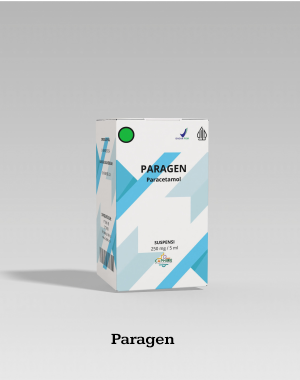 PARAGEN
Paracetamol
SUSPENSI
250 mg / 5 ml
Paragen